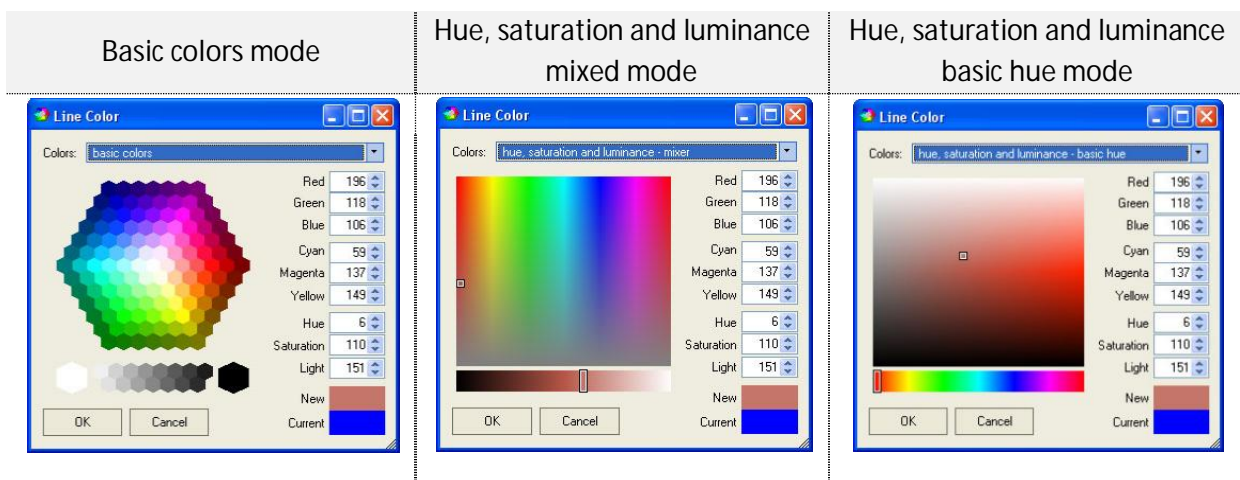 Basic colors mode
Hue, saturation and luminance
mixed mode
Hue, saturation and luminance
basic hue mode
Line Color
Colors: basic colors
Red 196
Green 118
Blue 106
Cyan 59
Magenta 137
Yellow 149
Hue 6
Saturation 110
Light 151
New
Current
OK Cancel
Line Color
Colors: hue, saturation and luminance - mixer
Red 196
Green 118
Blue 106
Cyan 59
Magenta 137
Yellow 149
Hue 6
Saturation 110
Light 151
New
Current
OK Cancel
Line Color
Colors: hue, saturation and luminance - basic hue
Red 196
Green 118
Blue 106
Cyan 59
Magenta 137
Yellow 149
Hue 6
Saturation 110
Light 151
New
Current
OK Cancel